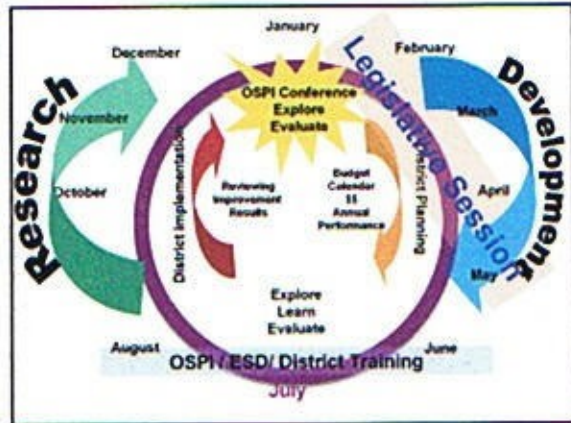 January
December
February
Legislative Session
OSPI Conference
Explore
Evaluate
Research
Development
November
March
District Implementation
Reviewing
Improvement
Results
Budget
Calendar
Annual
Performance
District Planning
October
April
May
Explore
Learn
Evaluate
August
June
OSPI / ESD/ District Training
July